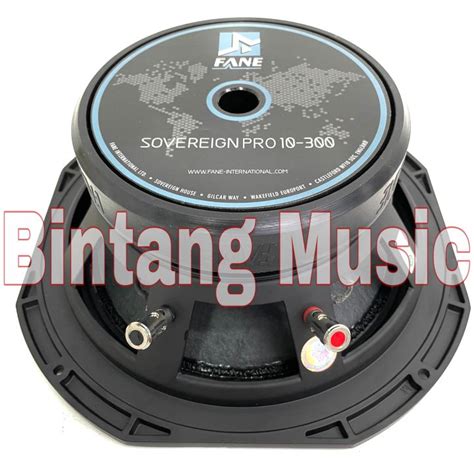 FANE
SOVEREIGN PRO 10-300
WWW.FANE-INTERNATIONAL.COM
FANE INTERNATIONAL LTD · SOVEREIGN HOUSE · GILCAR WAY · WAKEFIELD EUROPORT · CASTLEFORD WF10 5QS, ENGLAND
Bintang Music